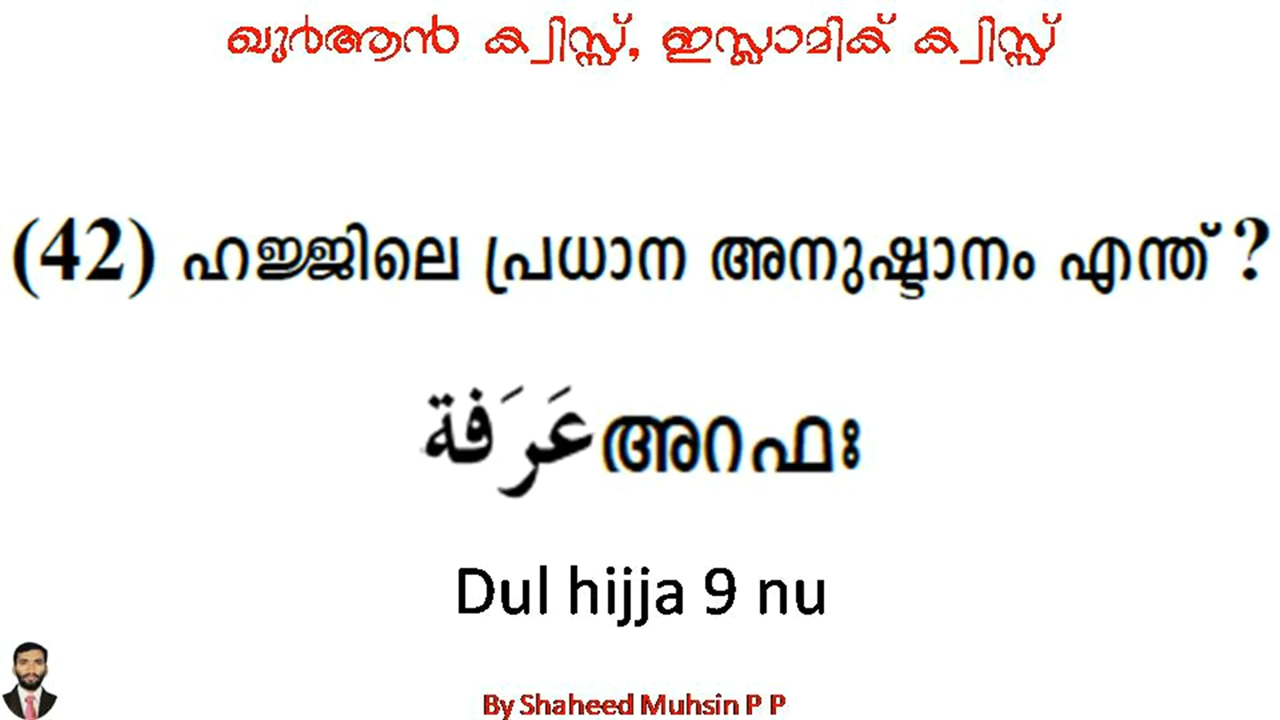 ഖുർആൻ ക്വിസ്സ്, ഇസ്ലാമിക് ക്വിസ്സ്
(42) ഹജ്ജിലെ പ്രധാന അനുഷ്ടാനം എന്ത് ?
عَرَفة അറഫഃ
Dul hijja 9 nu
By Shaheed Muhsin P P